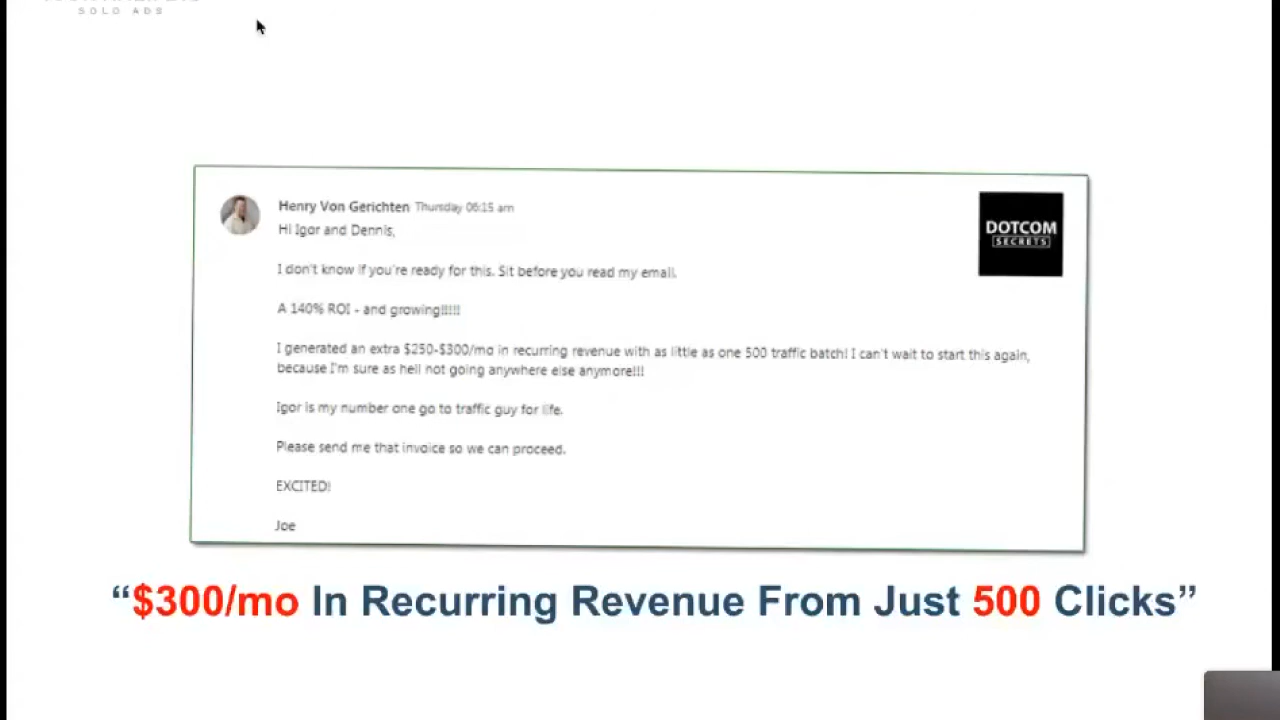 SOLO ADS
Henry Von Gerichten Thursday 06:15 am
Hi Igor and Dennis,
DOTCOM
SECRETS
I don't know if you're ready for this. Sit before you read my email.
A 140% ROI - and growing!!!!!
I generated an extra $250-$300/mo in recurring revenue with as little as one 500 traffic batch! I can't wait to start this again,
because I'm sure as hell not going anywhere else anymore!!!
Igor is my number one go to traffic guy for life.
Please send me that invoice so we can proceed.
EXCITED!
Joe
“$300/mo In Recurring Revenue From Just 500 Clicks”